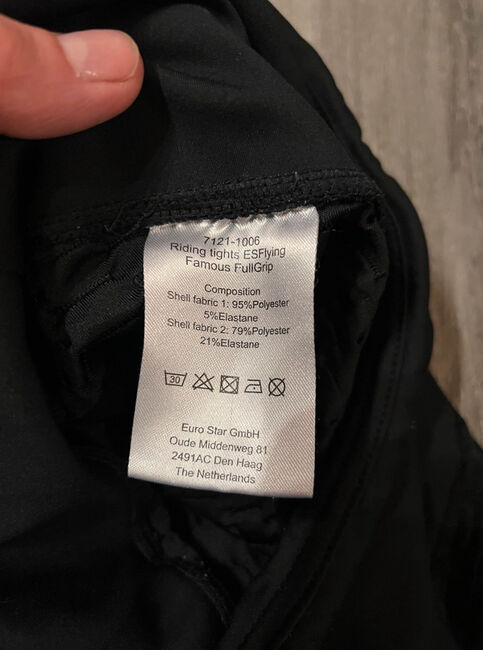 7121-1006
Riding tights ESFlying
Famous FullGrip
Composition
Shell fabric 1: 95%Polyester
5%Elastane
Shell fabric 2: 79%Polyester
21%Elastane
30
Euro Star GmbH
Oude Middenweg 81
2491AC Den Haag
The Netherlands